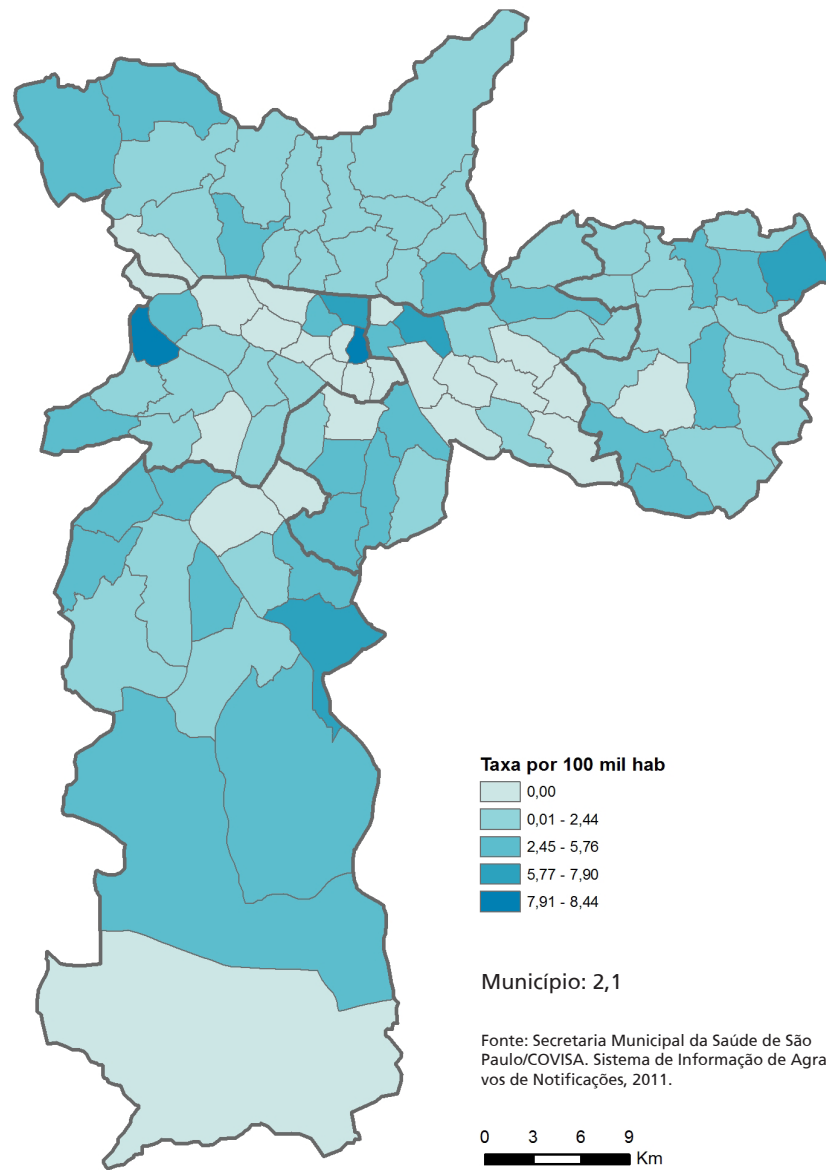 Taxa por 100 mil hab
0,00
0,01 - 2,44
2,45 - 5,76
5,77 - 7,90
7,91 - 8,44
Município: 2,1
Fonte: Secretaria Municipal da Saúde de São
Paulo/COVISA. Sistema de Informação de Agra
vos de Notificações, 2011.
0 3 6 9
Km